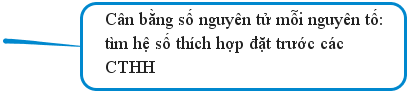 Cân bằng số nguyên tử mỗi nguyên tố:
tìm hệ số thích hợp đặt trước các
CTHH